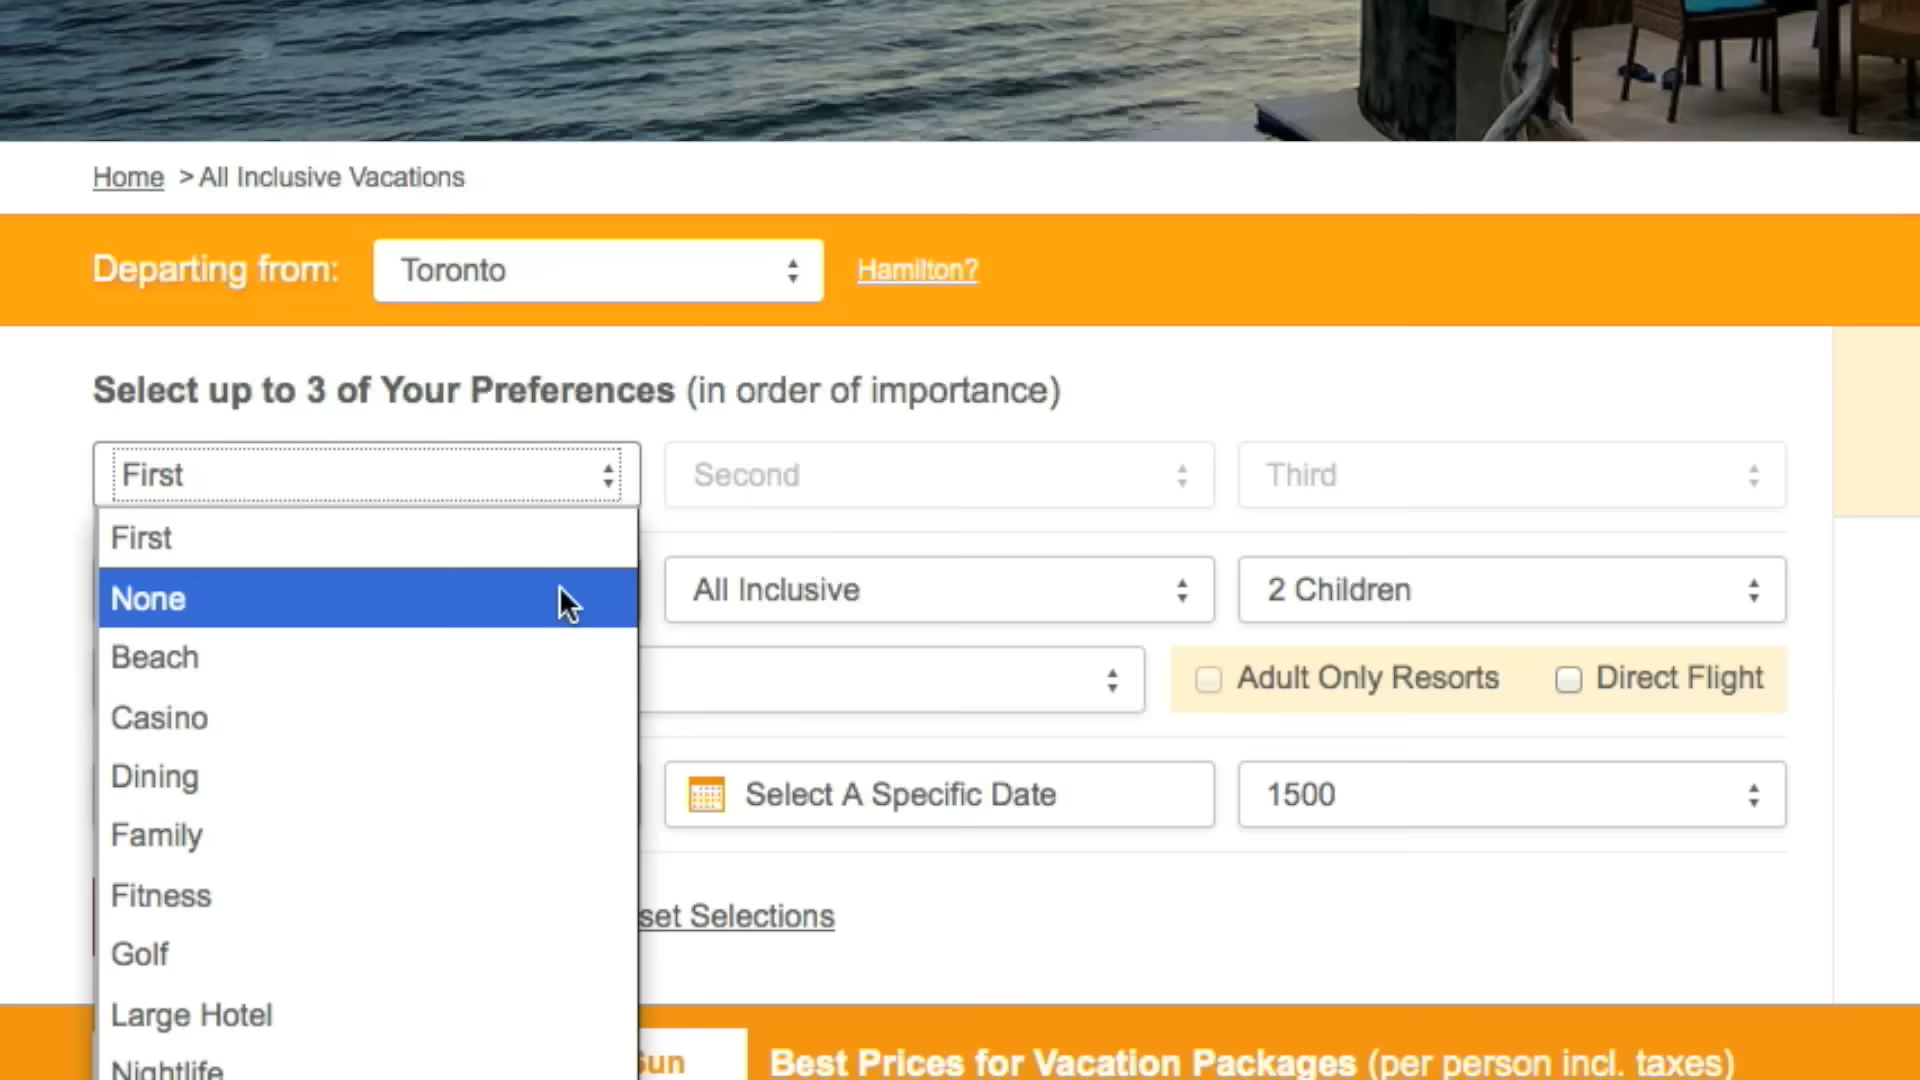 Home > All Inclusive Vacations
Departing from: Toronto Hamilton?
Select up to 3 of Your Preferences (in order of importance)
First Second Third
First
None
Beach
Casino
Dining
Family
Fitness
Golf
Large Hotel
Nightlife
All Inclusive 2 Children
Adult Only Resorts Direct Flight
Select A Specific Date 1500
set Selections
Sun Best Prices for Vacation Packages (per person incl. taxes)